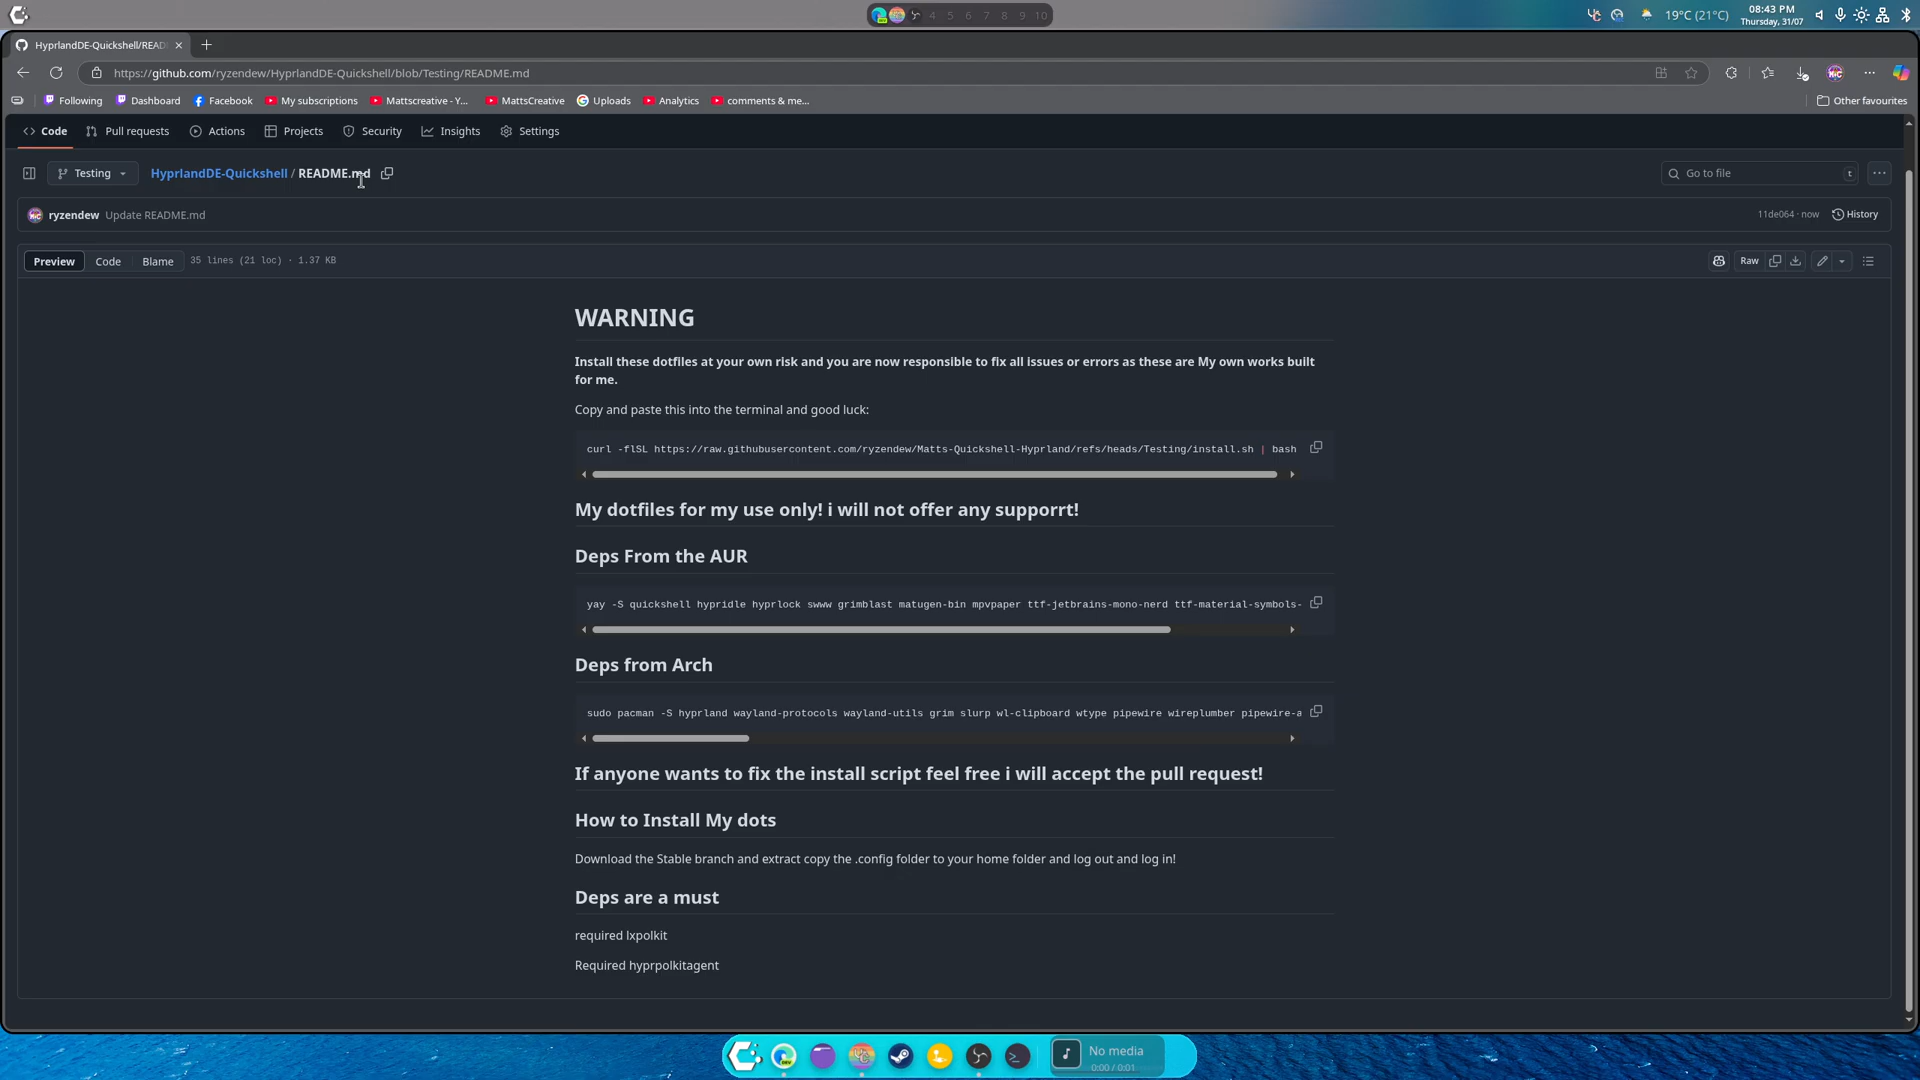 4 5 6 7 8 9 10
19°C (21°C)
08:43 PM
Thursday, 31/07
HyprlandDE-Quickshell/READ
https://github.com/ryzendew/HyprlandDE-Quickshell/blob/Testing/README.md
Following
Dashboard
Facebook
My subscriptions
Mattscreative - Y...
MattsCreative
Uploads
Analytics
comments & me...
Other favourites
Code
Pull requests
Actions
Projects
Security
Insights
Settings
Testing
HyprlandDE-Quickshell / README.md
Go to file
t
ryzendew Update README.md
11de064 · now
History
Preview
Code
Blame
35 lines (21 loc) · 1.37 KB
Raw
WARNING
Install these dotfiles at your own risk and you are now responsible to fix all issues or errors as these are My own works built
for me.
Copy and paste this into the terminal and good luck:
curl -flSL https://raw.githubusercontent.com/ryzendew/Matts-Quickshell-Hyprland/refs/heads/Testing/install.sh | bash
My dotfiles for my use only! i will not offer any supporrt!
Deps From the AUR
yay -S quickshell hypridle hyprlock swww grimblast matugen-bin mpvpaper ttf-jetbrains-mono-nerd ttf-material-symbols-
Deps from Arch
sudo pacman -S hyprland wayland-protocols wayland-utils grim slurp wl-clipboard wtype pipewire wireplumber pipewire-a
If anyone wants to fix the install script feel free i will accept the pull request!
How to Install My dots
Download the Stable branch and extract copy the .config folder to your home folder and log out and log in!
Deps are a must
required lxpolkit
Required hyprpolkitagent
No media
0:00 / 0:01